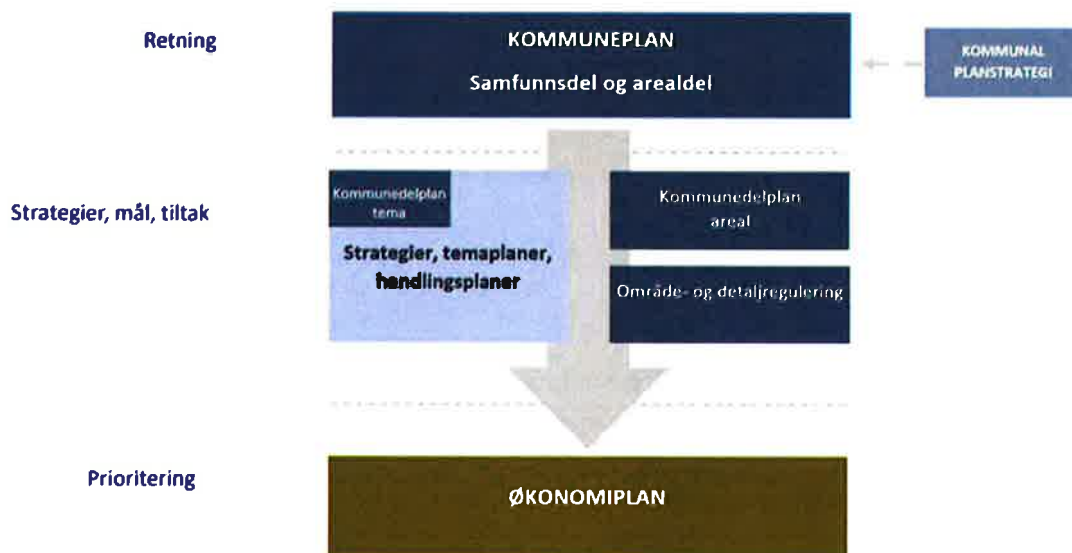 Retning
KOMMUNEPLAN
Samfunnsdel og arealdel
KOMMUNAL
PLANSTRATEGI
Strategier, mål, tiltak
Kommunedelplan
tema
Strategier, temaplaner,
handlingsplaner
Kommunedelplan
areal
Område- og detaljregulering
Prioritering
ØKONOMIPLAN